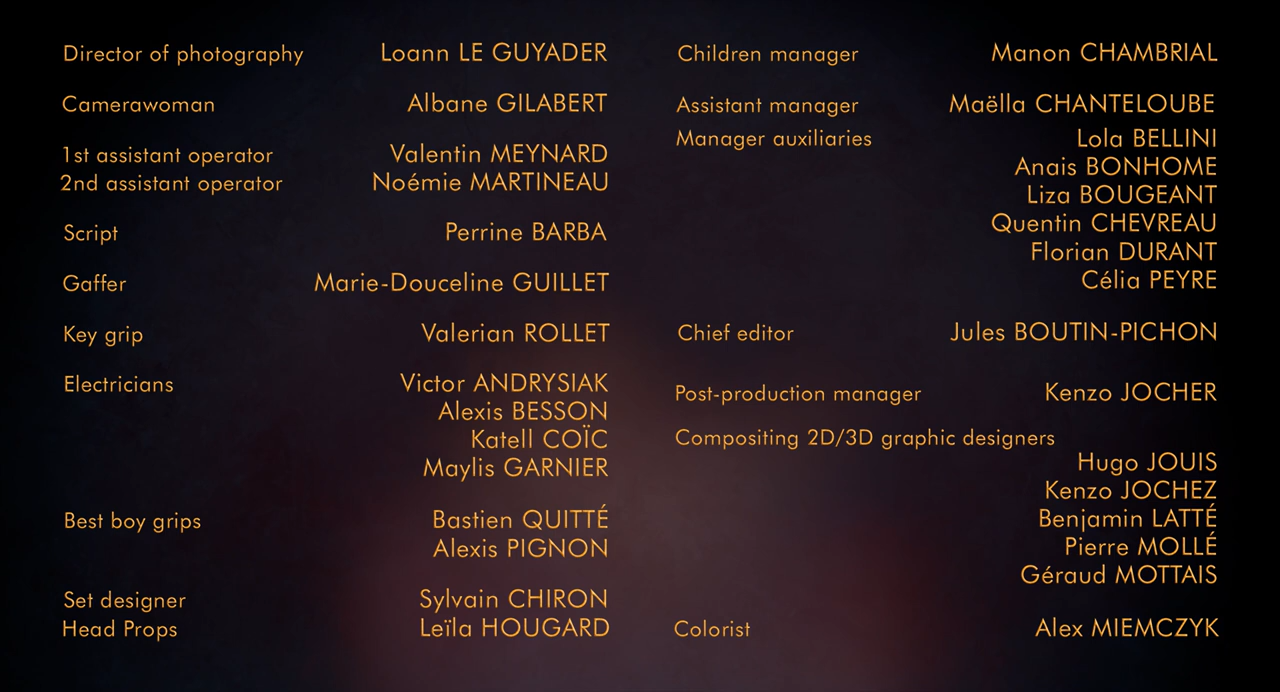 Director of photography Loann LE GUYADER
Camerawoman Albane GILABERT
1st assistant operator Valentin MEYNARD
2nd assistant operator Noémie MARTINEAU
Script Perrine BARBA
Gaffer Marie-Douceline GUILLET
Key grip Valerian ROLLET
Electricians Victor ANDRYSIAK
Alexis BESSON
Katell COÏC
Maylis GARNIER
Best boy grips Bastien QUITTÉ
Alexis PIGNON
Set designer Sylvain CHIRON
Head Props Leïla HOUGARD
Children manager Manon CHAMBRIAL
Assistant manager Maëlla CHANTELOUBE
Manager auxiliaries Lola BELLINI
Anais BONHOME
Liza BOUGEANT
Quentin CHEVREAU
Florian DURANT
Célia PEYRE
Chief editor Jules BOUTIN-PICHON
Post-production manager Kenzo JOCHER
Compositing 2D/3D graphic designers
Hugo JOUIS
Kenzo JOCHEZ
Benjamin LATTÉ
Pierre MOLLÉ
Géraud MOTTAIS
Colorist Alex MIEMCZYK